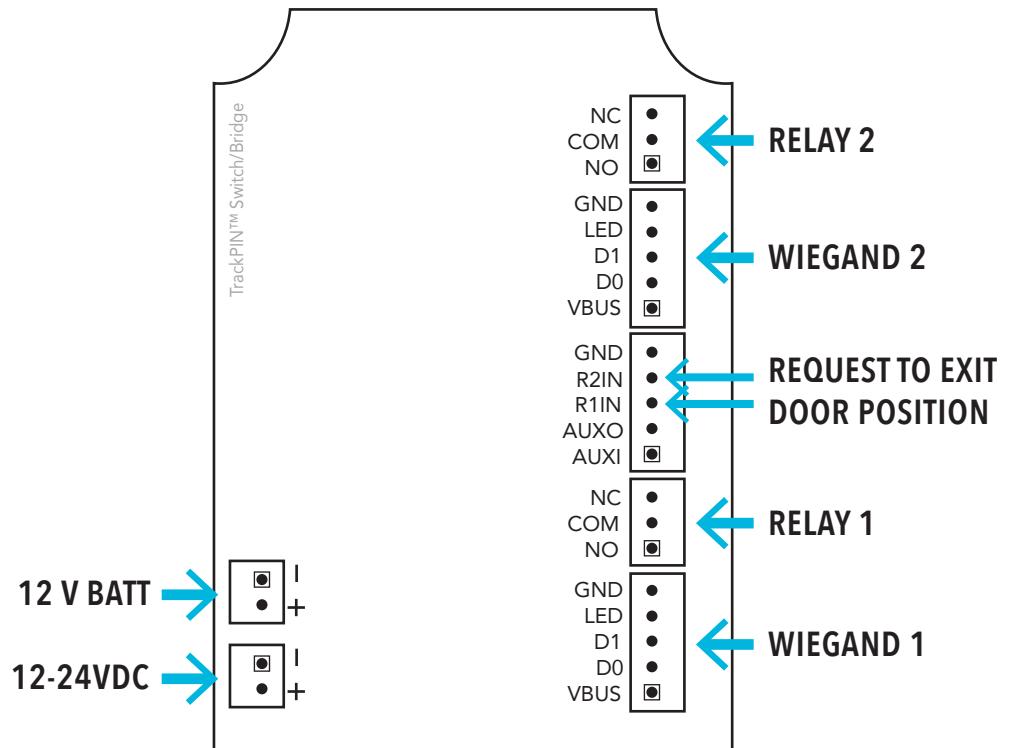 TrackPIN™ Switch/Bridge
NC
COM
NO
RELAY 2
GND
LED
D1
D0
VBUS
WIEGAND 2
GND
R2IN
R1IN
AUXO
AUXI
REQUEST TO EXIT
DOOR POSITION
NC
COM
NO
RELAY 1
GND
LED
D1
D0
VBUS
WIEGAND 1
12 V BATT
-
+
12-24VDC
-
+